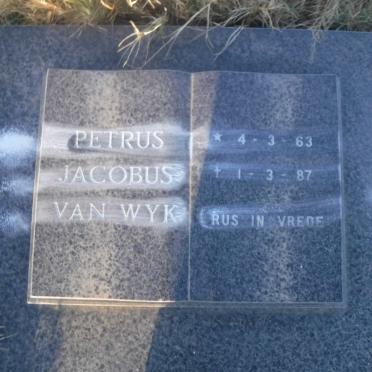 PETRUS
JACOBUS
VAN WYK
* 4 - 3 - 63
† 1 - 3 - 87
RUS IN VREDE